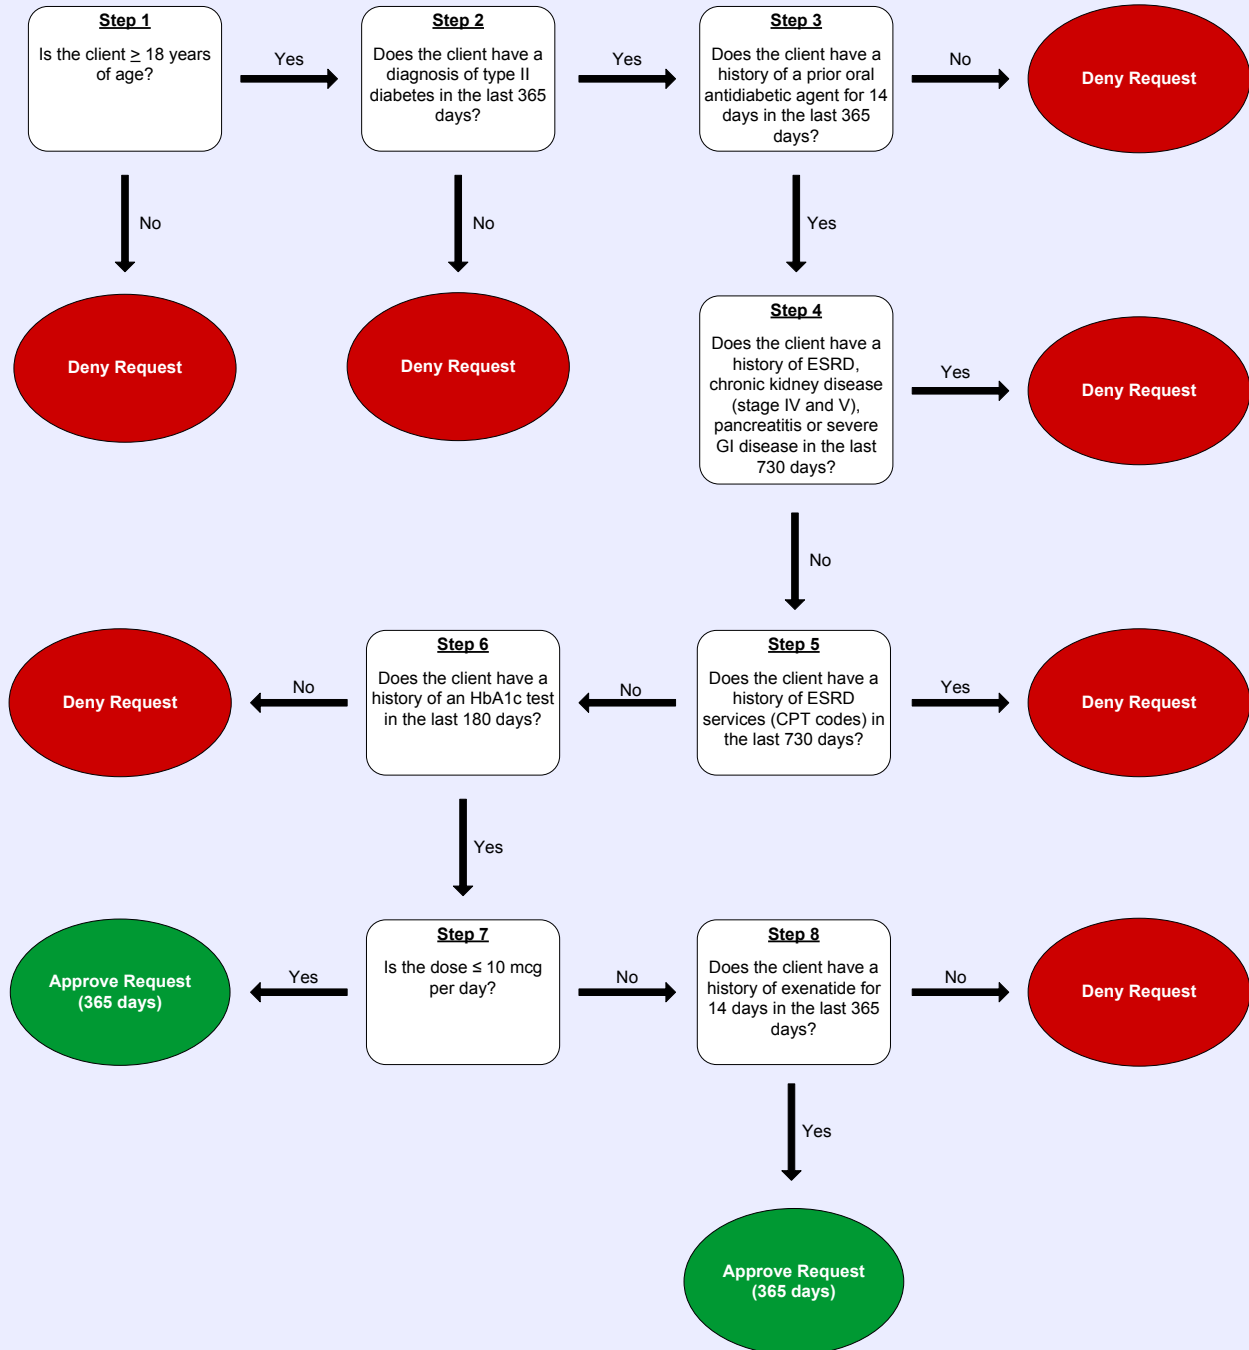 Step 1
Is the client ≥ 18 years
of age?
Yes
No
Deny Request
Step 2
Does the client have a
diagnosis of type II
diabetes in the last 365
days?
Yes
No
Deny Request
Step 3
Does the client have a
history of a prior oral
antidiabetic agent for 14
days in the last 365
days?
No
Deny Request
Yes
Step 4
Does the client have a
history of ESRD,
chronic kidney disease
(stage IV and V),
pancreatitis or severe
GI disease in the last
730 days?
Yes
Deny Request
No
Step 5
Does the client have a
history of ESRD
services (CPT codes) in
the last 730 days?
Yes
Deny Request
No
Step 6
Does the client have a
history of an HbA1c test
in the last 180 days?
No
Deny Request
Yes
Step 7
Is the dose ≤ 10 mcg
per day?
Yes
Approve Request
(365 days)
No
Step 8
Does the client have a
history of exenatide for
14 days in the last 365
days?
No
Deny Request
Yes
Approve Request
(365 days)